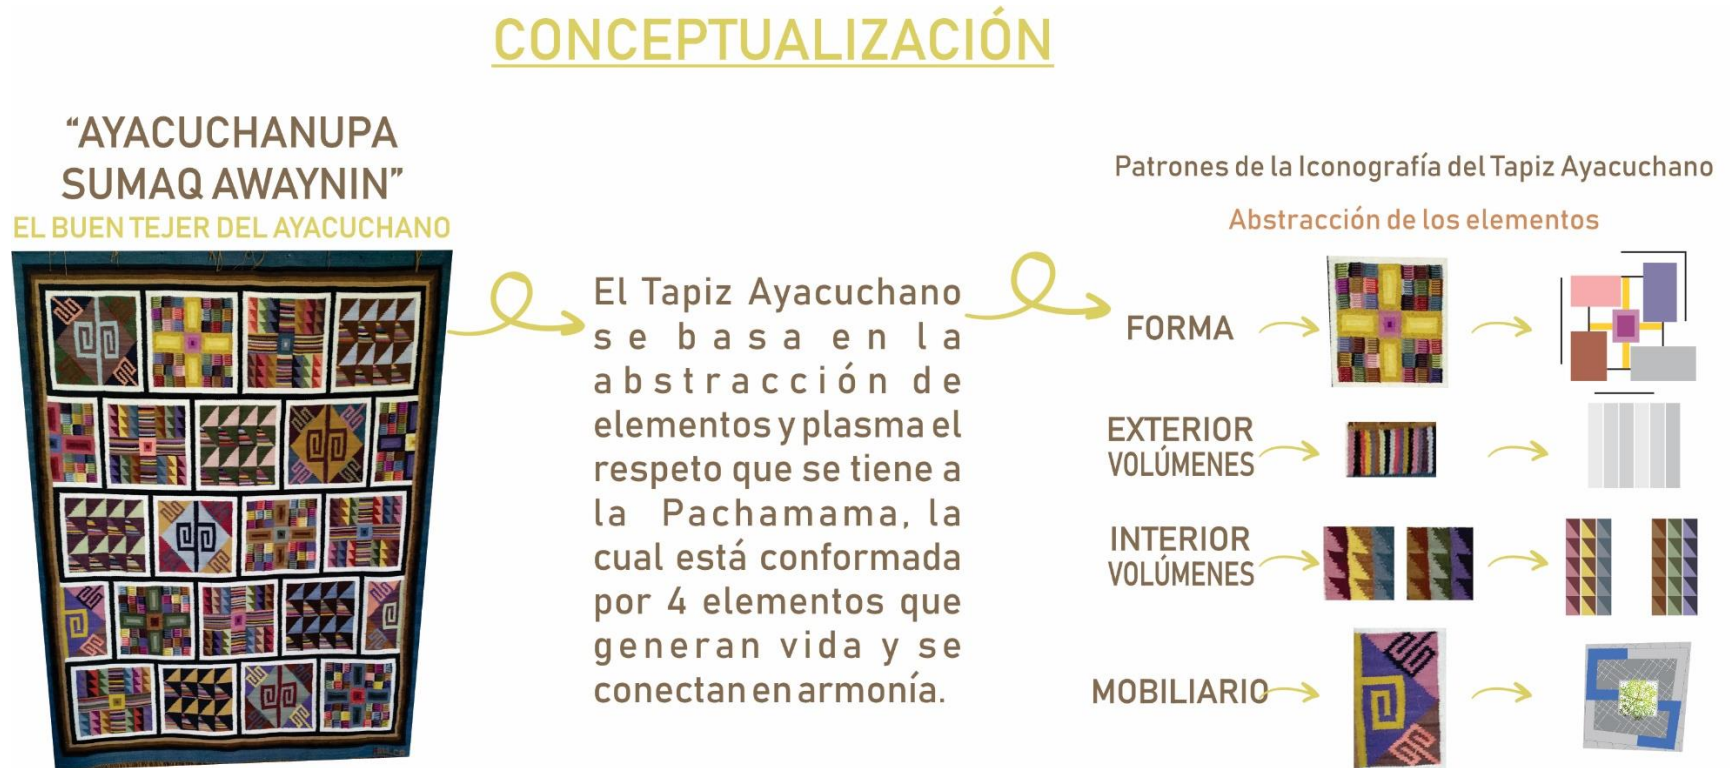 CONCEPTUALIZACIÓN
“AYACUCHANUPA
SUMAQ AWAYNIN”
EL BUEN TEJER DEL AYACUCHANO
El Tapiz Ayacuchano
se basa en la
abstracción de
elementos y plasma el
respeto que se tiene a
la Pachamama, la
cual está conformada
por 4 elementos que
generan vida y se
conectan en armonía.
Patrones de la Iconografía del Tapiz Ayacuchano
Abstracción de los elementos
FORMA
EXTERIOR
VOLÚMENES
INTERIOR
VOLÚMENES
MOBILIARIO